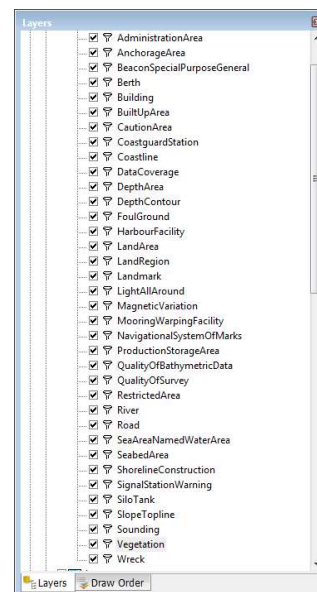 Layers
AdministrationArea
AnchorageArea
BeaconSpecialPurposeGeneral
Berth
Building
BuiltUpArea
CautionArea
CoastguardStation
Coastline
DataCoverage
DepthArea
DepthContour
FoulGround
HarbourFacility
LandArea
LandRegion
Landmark
LightAllAround
MagneticVariation
MooringWarpingFacility
NavigationalSystemOfMarks
ProductionStorageArea
QualityOfBathymetricData
QualityOfSurvey
RestrictedArea
River
Road
SeaAreaNamedWaterArea
SeabedArea
ShorelineConstruction
SignalStationWarning
SiloTank
SlopeTopline
Sounding
Vegetation
Wreck
Layers Draw Order